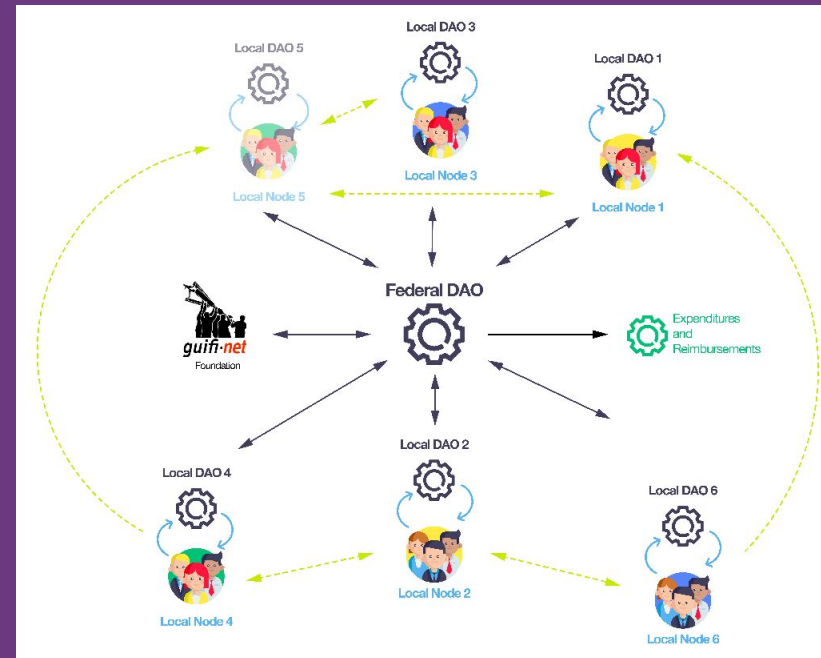 Local DAO 3
Local DAO 5
Local DAO 1
Local Node 3
Local Node 5
Local Node 1
Federal DAO
guifi·net
Foundation
Expenditures
and
Reimbursements
Local DAO 2
Local DAO 4
Local DAO 6
Local Node 2
Local Node 4
Local Node 6